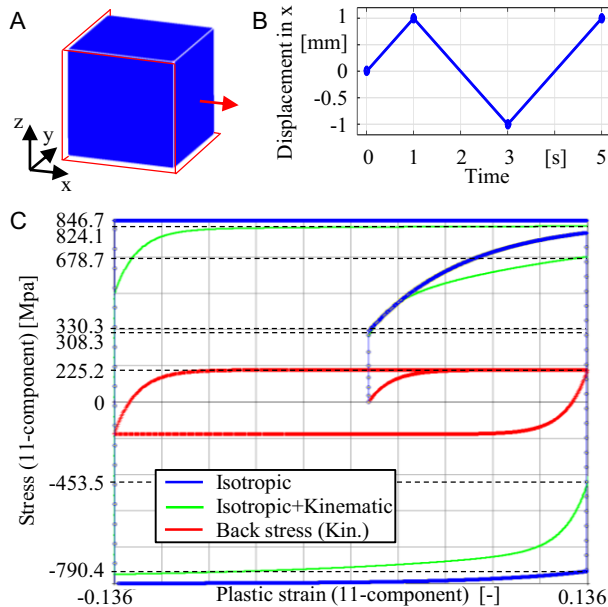 A
z
y
x
B
Displacement in x
[mm]
1
0
-0.5
-1
0
1
2
3
5
Time
[s]
C
Stress (11-component) [Mpa]
846.7
824.1
678.7
330.3
308.3
225.2
0
-453.5
-790.4
Isotropic
Isotropic+Kinematic
Back stress (Kin.)
-0.136
Plastic strain (11-component) [-]
0.136